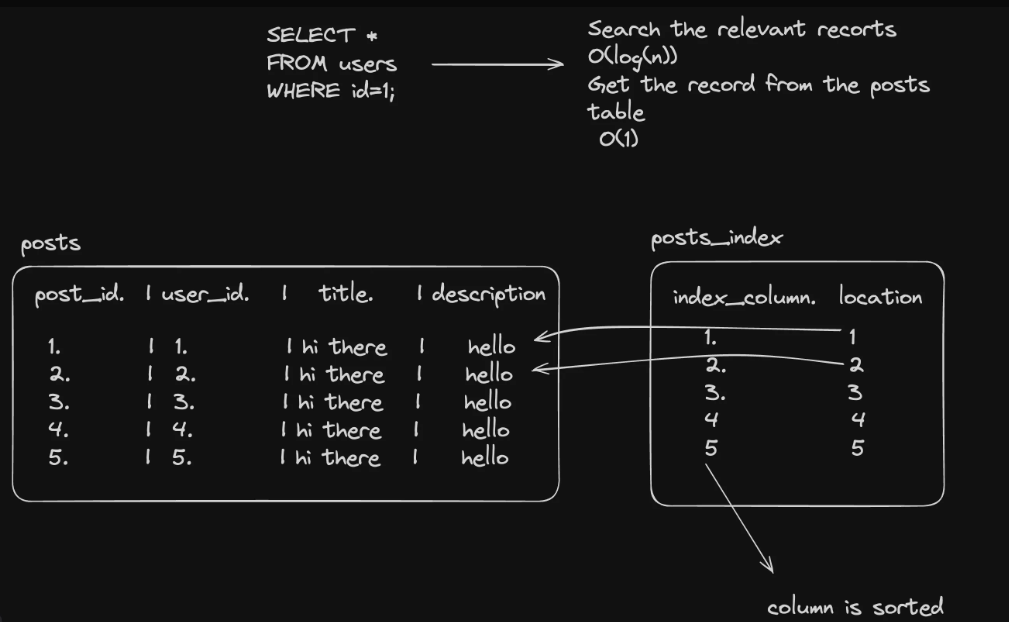 SELECT *
FROM users
WHERE id=1;
Search the relevant recorts
O(log(n))
Get the record from the posts
table
O(1)
posts
post_id. | user_id. | title. | description
1. | 1. | hi there | hello
2. | 2. | hi there | hello
3. | 3. | hi there | hello
4. | 4. | hi there | hello
5. | 5. | hi there | hello
posts_index
index_column. location
1. 1
2. 2
3. 3
4 4
5 5
column is sorted